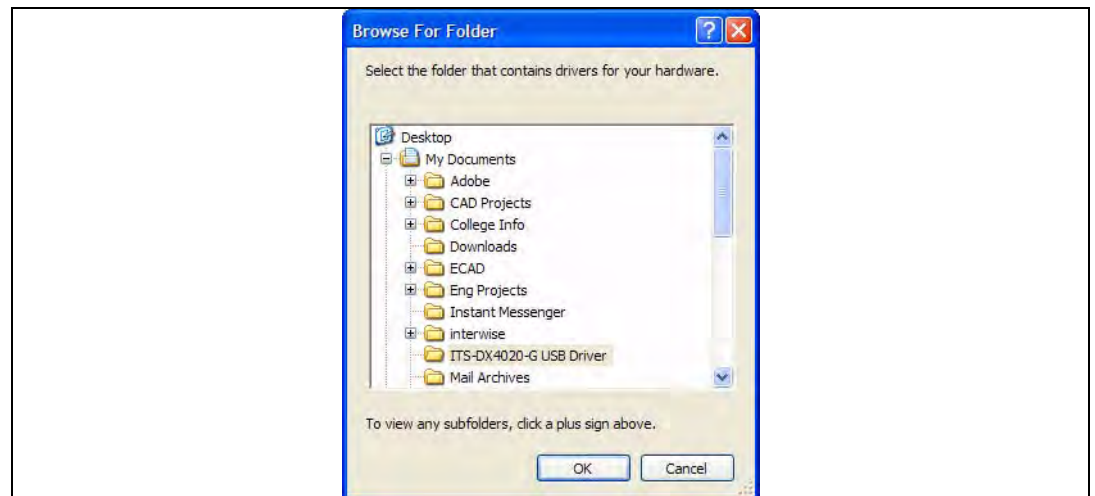 Browse For Folder
Select the folder that contains drivers for your hardware.
Desktop
My Documents
Adobe
CAD Projects
College Info
Downloads
ECAD
Eng Projects
Instant Messenger
interwise
ITS-DX4020-G USB Driver
Mail Archives
To view any subfolders, click a plus sign above.
OK Cancel